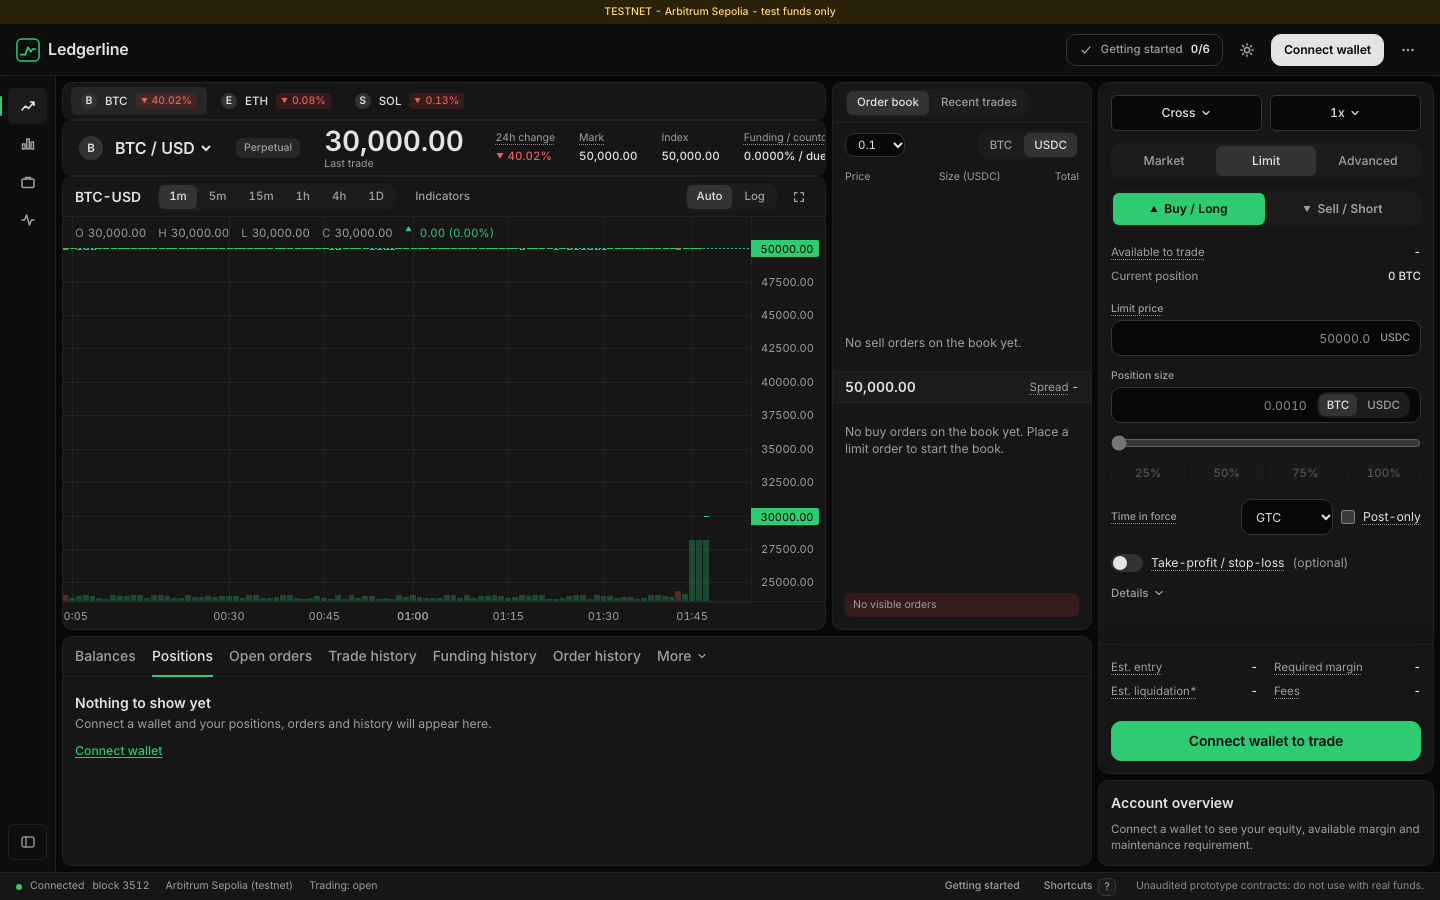 TESTNET - Arbitrum Sepolia - test funds only
Ledgerline
Getting started 0/6
Connect wallet
B BTC 40.02% E ETH 0.08% S SOL 0.13%
B BTC / USD Perpetual
30,000.00
Last trade
24h change Mark Index
40.02% 50,000.00 50,000.00 0.0000% / due
BTC-USD 1m 5m 15m 1h 4h 1D Indicators Auto Log
O 30,000.00 H 30,000.00 L 30,000.00 C 30,000.00 0.00 (0.00%)
50000.00
47500.00
45000.00
42500.00
40000.00
37500.00
35000.00
32500.00
30000.00
27500.00
25000.00
0:05 00:30 00:45 01:00 01:15 01:30 01:45
Order book Recent trades
0.1 BTC USDC
Price Size (USDC) Total
No sell orders on the book yet.
50,000.00 Spread -
No buy orders on the book yet. Place a
limit order to start the book.
No visible orders
Cross 1x
Market Limit Advanced
Buy / Long Sell / Short
Available to trade -
Current position 0 BTC
Limit price
50000.0 USDC
Position size
0.0010 BTC USDC
25% 50% 75% 100%
Time in force GTC Post-only
Take-profit / stop-loss (optional)
Details
Est. entry - Required margin -
Est. liquidation* - Fees -
Connect wallet to trade
Account overview
Connect a wallet to see your equity, available margin and
maintenance requirement.
Balances Positions Open orders Trade history Funding history Order history More
Nothing to show yet
Connect a wallet and your positions, orders and history will appear here.
Connect wallet
Connected block 3512 Arbitrum Sepolia (testnet) Trading: open
Getting started Shortcuts ? Unaudited prototype contracts: do not use with real funds.